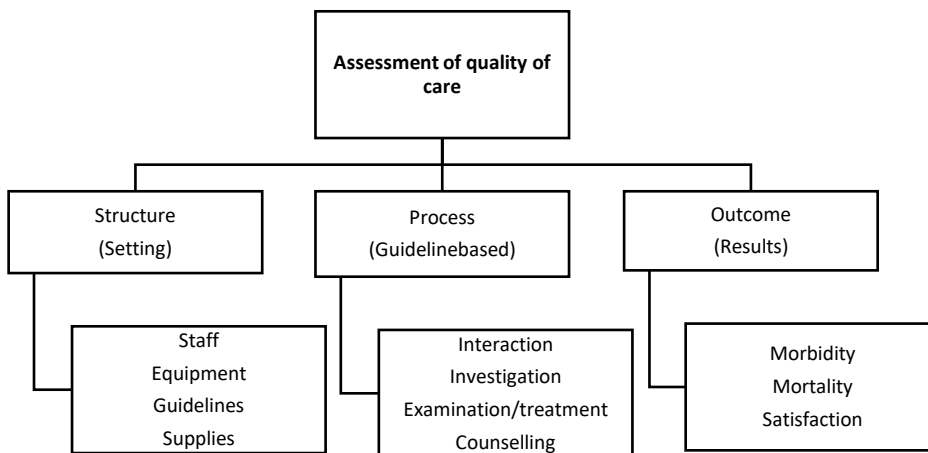 Assessment of quality of
care
Structure
(Setting)
Process
(Guidelinebased)
Outcome
(Results)
Staff
Equipment
Guidelines
Supplies
Interaction
Investigation
Examination/treatment
Counselling
Morbidity
Mortality
Satisfaction